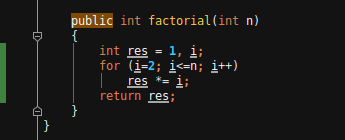 public int factorial(int n)
{
int res = 1, i;
for (i=2; i<=n; i++)
res *= i;
return res;
}
}